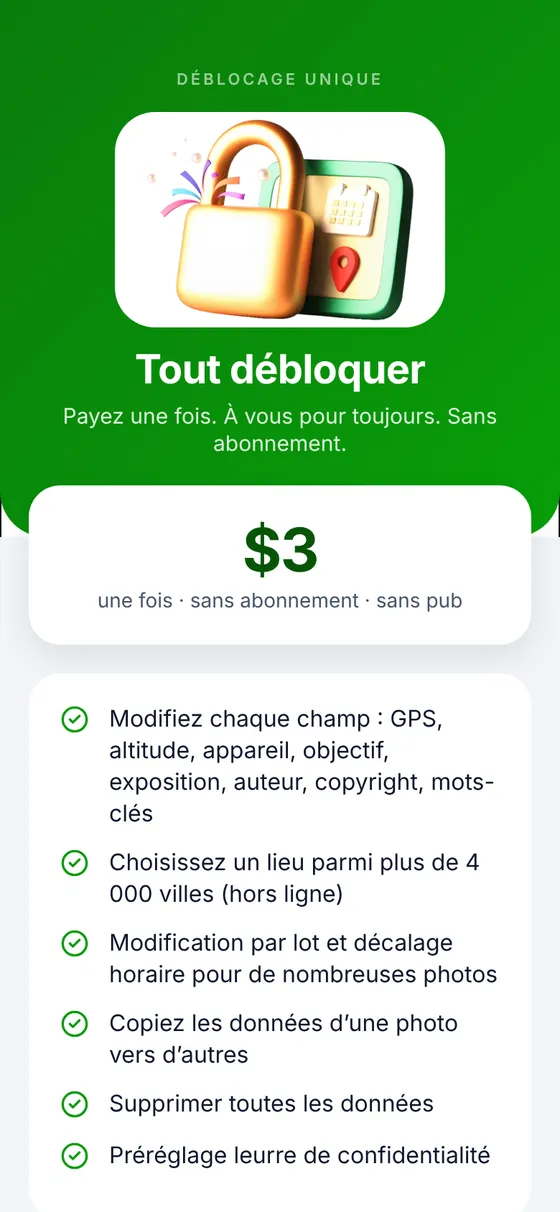 DÉBLOCAGE UNIQUE
Tout débloquer
Payez une fois. À vous pour toujours. Sans
abonnement.
$3
une fois · sans abonnement · sans pub
Modifiez chaque champ : GPS,
altitude, appareil, objectif,
exposition, auteur, copyright, mots-
clés
Choisissez un lieu parmi plus de 4
000 villes (hors ligne)
Modification par lot et décalage
horaire pour de nombreuses photos
Copiez les données d’une photo
vers d’autres
Supprimer toutes les données
Préréglage leurre de confidentialité